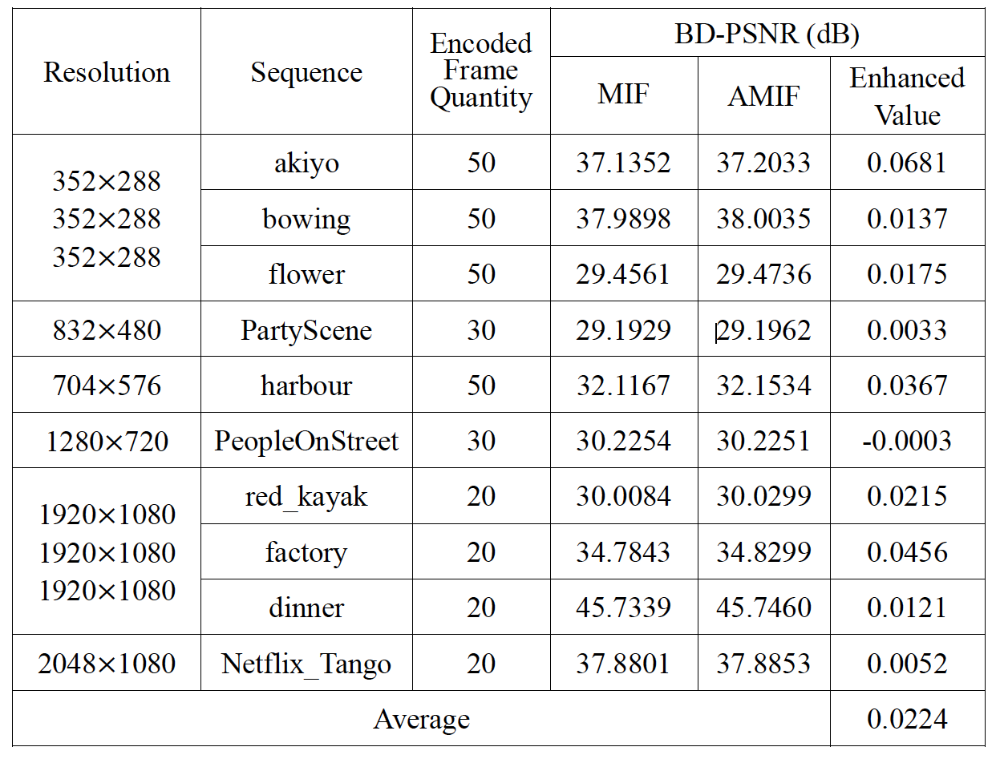 Resolution Sequence Encoded Frame Quantity BD-PSNR (dB)
MIF AMIF Enhanced Value
352×288 akiyo 50 37.1352 37.2033 0.0681
352×288 bowing 50 37.9898 38.0035 0.0137
352×288 flower 50 29.4561 29.4736 0.0175
832×480 PartyScene 30 29.1929 29.1962 0.0033
704×576 harbour 50 32.1167 32.1534 0.0367
1280×720 PeopleOnStreet 30 30.2254 30.2251 -0.0003
1920×1080 red_kayak 20 30.0084 30.0299 0.0215
1920×1080 factory 20 34.7843 34.8299 0.0456
1920×1080 dinner 20 45.7339 45.7460 0.0121
2048×1080 Netflix_Tango 20 37.8801 37.8853 0.0052
Average 0.0224